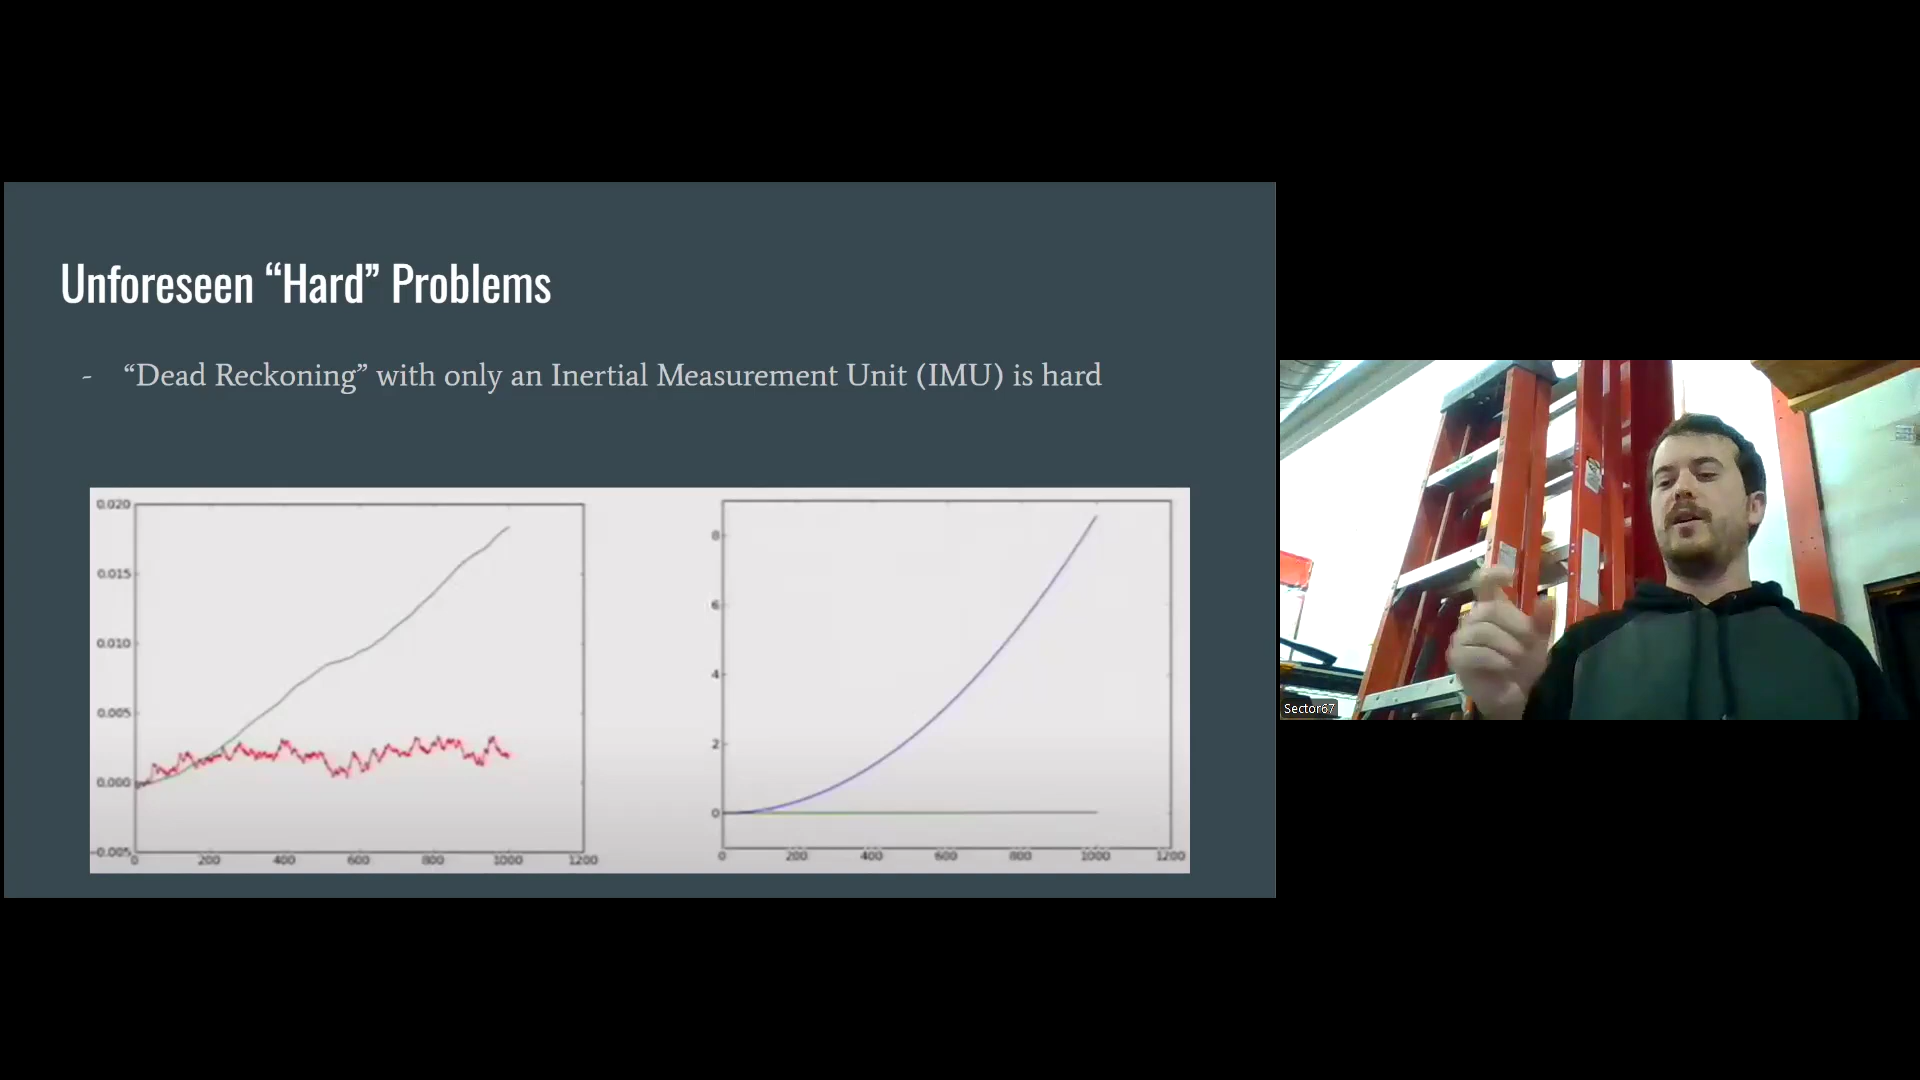 Unforeseen “Hard” Problems
- “Dead Reckoning” with only an Inertial Measurement Unit (IMU) is hard
0.020
0.015
0.010
0.005
0.000
-0.005
0 200 400 600 800 1000 1200
8
6
4
2
0
0 200 400 600 800 1000 1200
Sector67